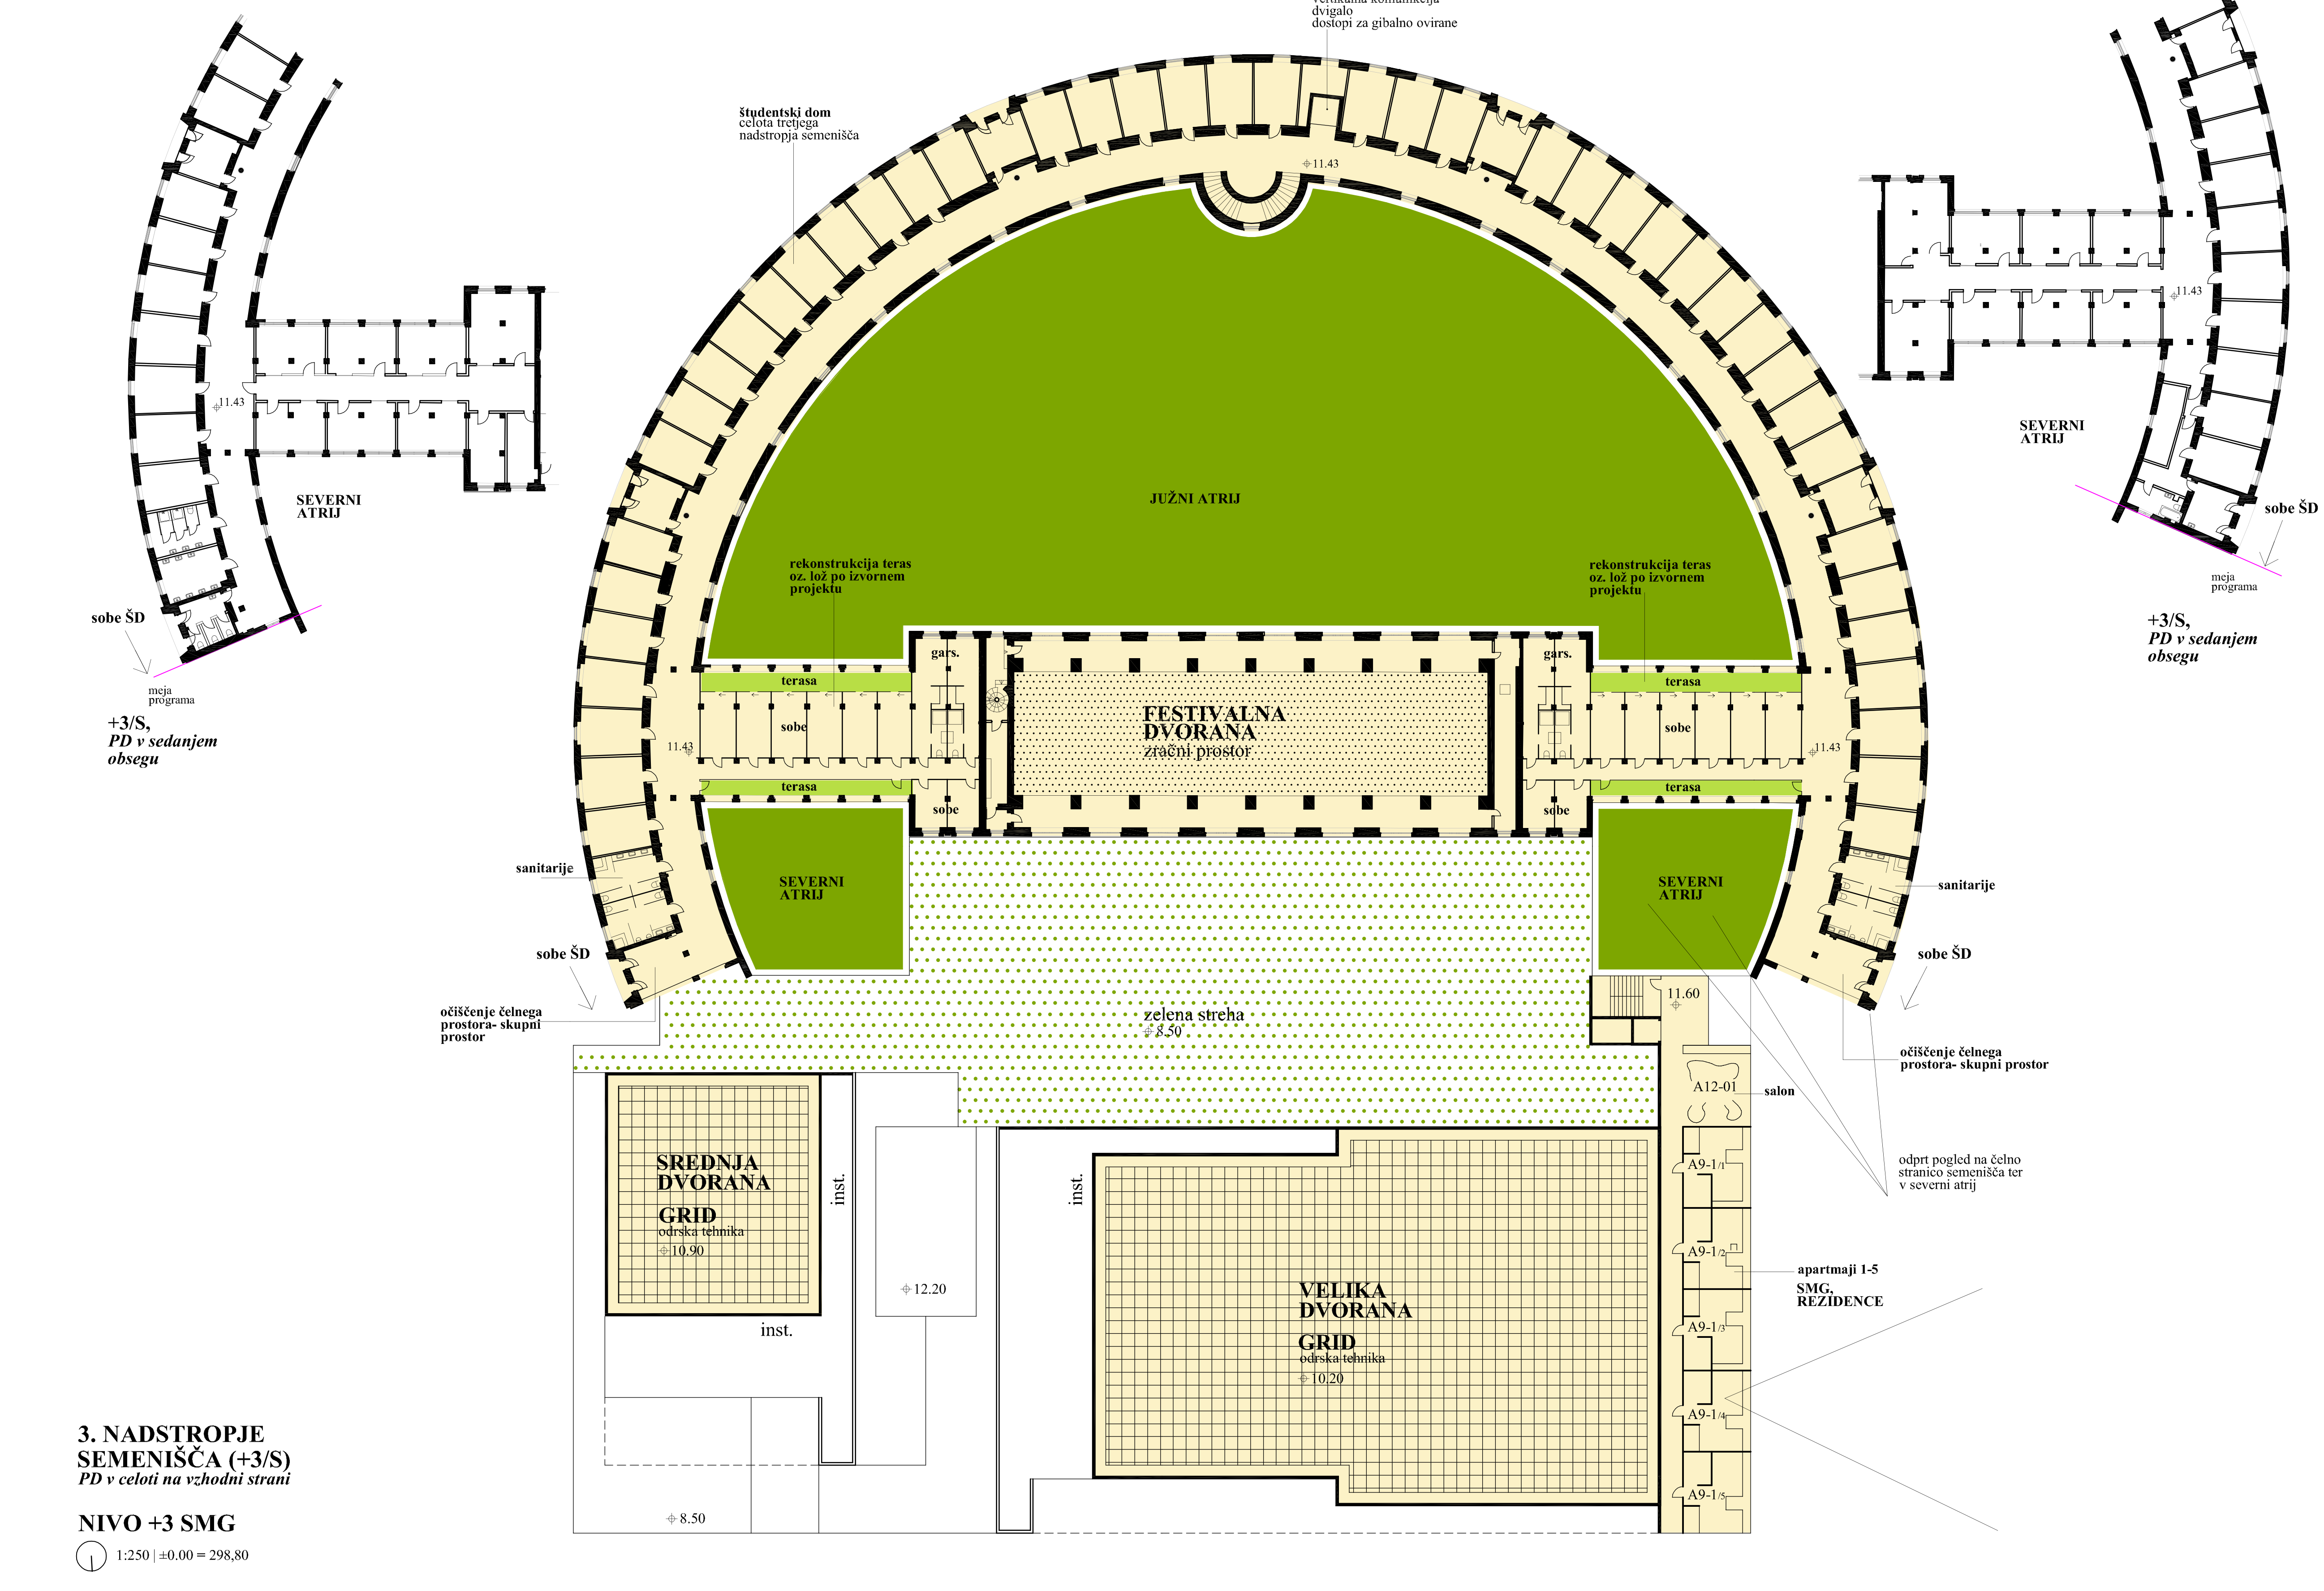 vertikalna komunikacija
dvigalo
dostopi za gibalno ovirane
študentski dom
celota tretjega
nadstropja semenišča
11.43
11.43
11.43
SEVERNI
ATRIJ
SEVERNI
ATRIJ
JUŽNI ATRIJ
sobe ŠD
meja
programa
+3/S,
PD v sedanjem
obsegu
sobe ŠD
meja
programa
+3/S,
PD v sedanjem
obsegu
rekonstrukcija teras
oz. lož po izvornem
projektu
rekonstrukcija teras
oz. lož po izvornem
projektu
gars.
gars.
terasa
terasa
FESTIVALNA
DVORANA
zračni prostor
sobe
sobe
11.43
11.43
terasa
terasa
sobe
sobe
sanitarije
SEVERNI
ATRIJ
SEVERNI
ATRIJ
sanitarije
sobe ŠD
sobe ŠD
očiščenje čelnega
prostora- skupni
prostor
zelena streha
8.50
11.60
očiščenje čelnega
prostora- skupni prostor
A12-01
salon
SREDNJA
DVORANA
GRID
odrska tehnika
10.90
inst.
inst.
inst.
12.20
8.50
VELIKA
DVORANA
GRID
odrska tehnika
10.20
A9-1/1
A9-1/2
A9-1/3
A9-1/4
A9-1/5
odprt pogled na čelno
stranico semenišča ter
v severni atrij
apartmaji 1-5
SMG,
REZIDENCE
3. NADSTROPJE
SEMENIŠČA (+3/S)
PD v celoti na vzhodni strani
NIVO +3 SMG
1:250 | ±0.00 = 298,80